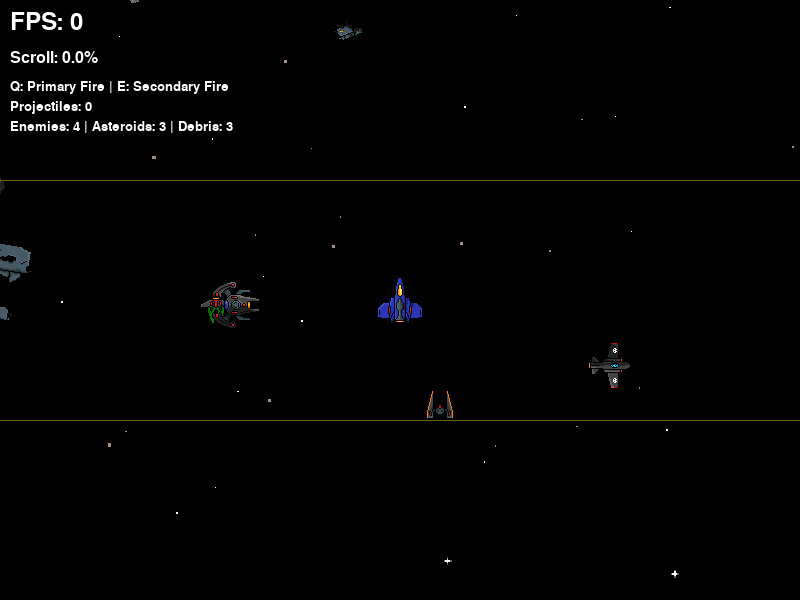 FPS: 0
Scroll: 0.0%
Q: Primary Fire | E: Secondary Fire
Projectiles: 0
Enemies: 4 | Asteroids: 3 | Debris: 3